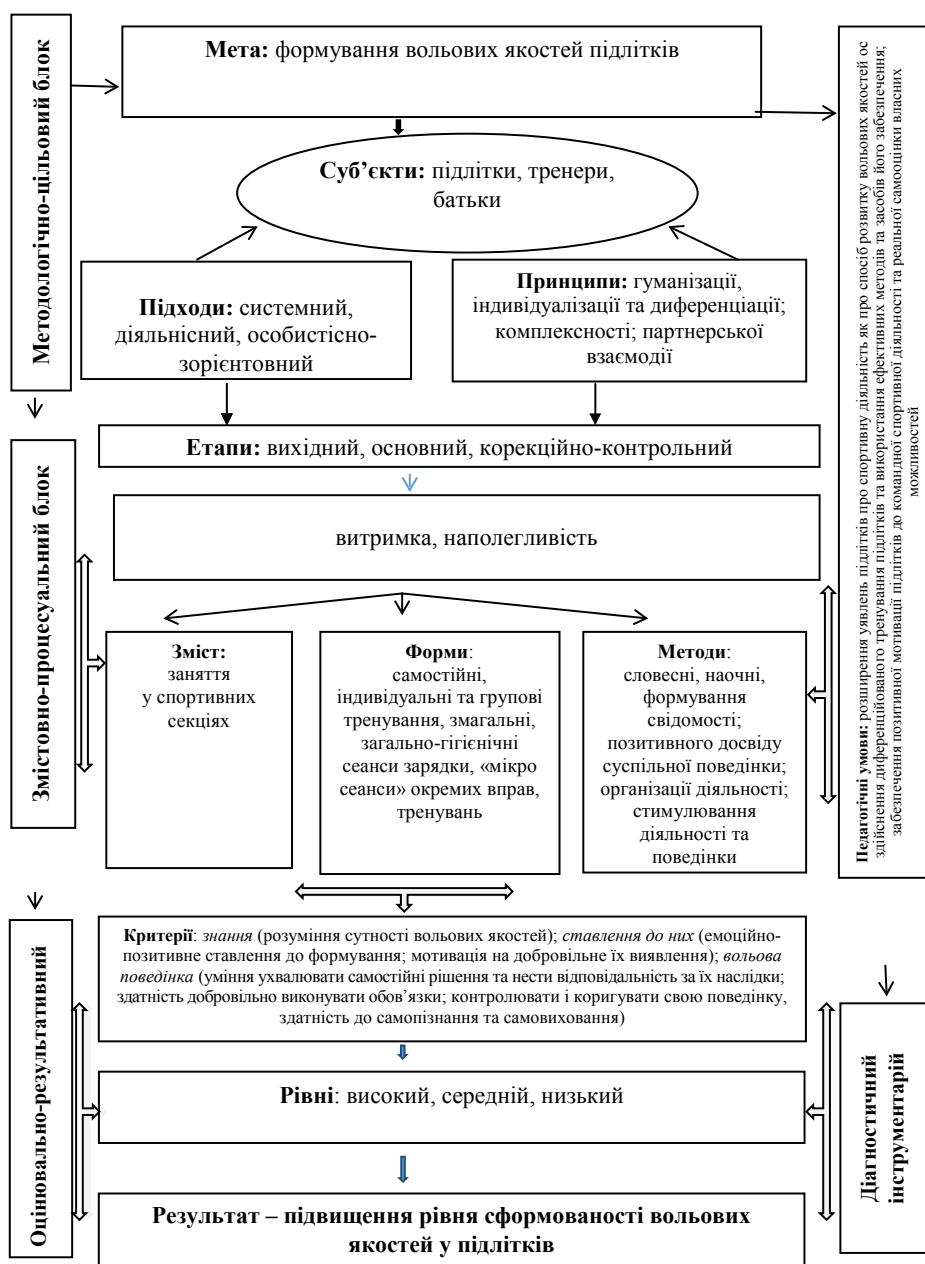 Методологічно-цільовий блок
Мета: формування вольових якостей підлітків
Суб’єкти: підлітки, тренери,
батьки
Підходи: системний,
діяльнісний, особистісно-
зорієнтовний
Принципи: гуманізації,
індивідуалізації та диференціації;
комплексності; партнерської
взаємодії
Педагогічні умови: розширення уявлень підлітків про спортивну діяльність як про спосіб розвитку вольових якостей ос
здійснення диференційованого тренування підлітків та використання ефективних методів та засобів його забезпечення;
забезпечення позитивної мотивації підлітків до командної спортивної діяльності та реальної самооцінки власних
можливостей
Змістовно-процесуальний блок
Етапи: вихідний, основний, корекційно-контрольний
витримка, наполегливість
Зміст:
заняття
у спортивних
секціях
Форми:
самостійні,
індивідуальні та групові
тренування, змагальні,
загально-гігієнічні
сеанси зарядки, «мікро
сеанси» окремих вправ,
тренувань
Методи:
словесні, наочні,
формування
свідомості;
позитивного досвіду
суспільної поведінки;
організації діяльності;
стимулювання
діяльності та
поведінки
Оцінювально-результативний
Критерії: знання (розуміння сутності вольових якостей); ставлення до них (емоційно-
позитивне ставлення до формування; мотивація на добровільне їх виявлення); вольова
поведінка (уміння ухвалювати самостійні рішення та нести відповідальність за їх наслідки;
здатність добровільно виконувати обов’язки; контролювати і коригувати свою поведінку,
здатність до самопізнання та самовиховання)
Рівні: високий, середній, низький
Результат – підвищення рівня сформованості вольових
якостей у підлітків
Діагностичний
інструментарій